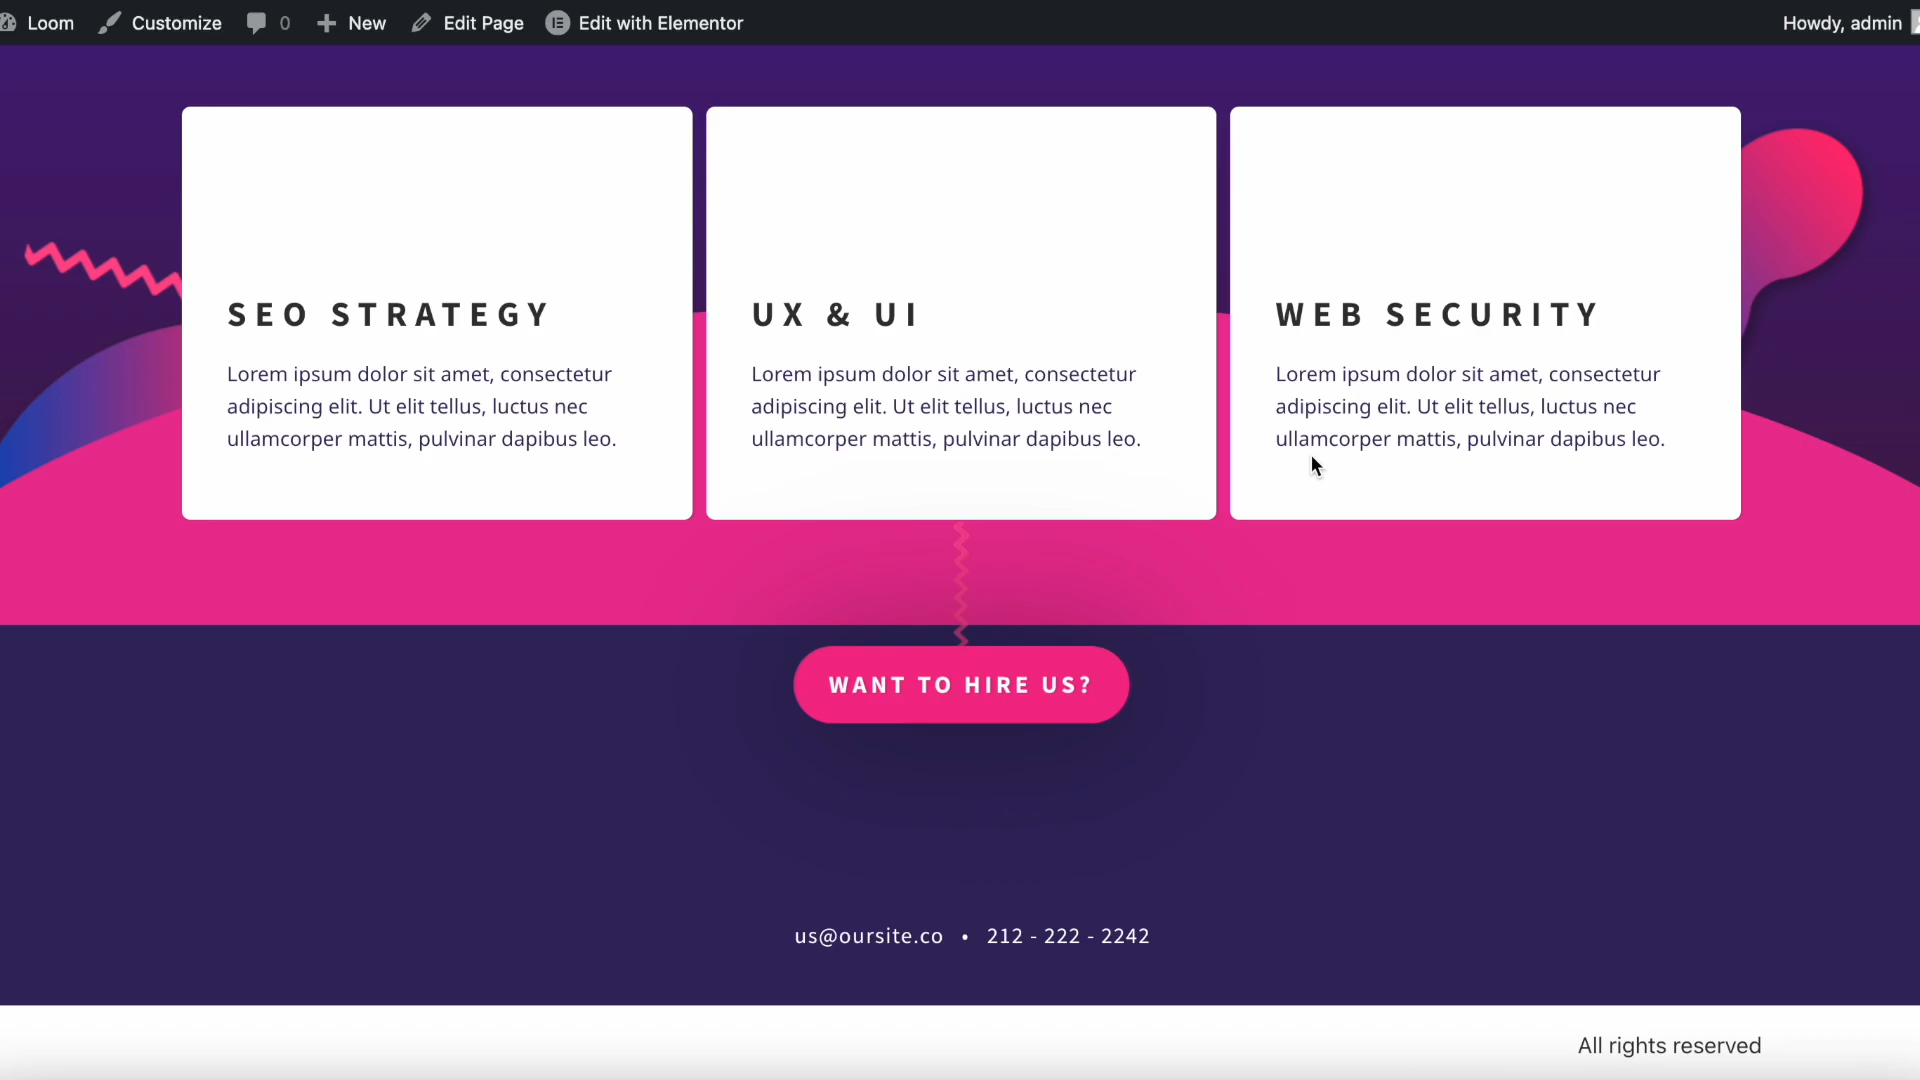 Loom Customize 0 New Edit Page Edit with Elementor Howdy, admin
SEO STRATEGY
Lorem ipsum dolor sit amet, consectetur
adipiscing elit. Ut elit tellus, luctus nec
ullamcorper mattis, pulvinar dapibus leo.
UX & UI
Lorem ipsum dolor sit amet, consectetur
adipiscing elit. Ut elit tellus, luctus nec
ullamcorper mattis, pulvinar dapibus leo.
WEB SECURITY
Lorem ipsum dolor sit amet, consectetur
adipiscing elit. Ut elit tellus, luctus nec
ullamcorper mattis, pulvinar dapibus leo.
WANT TO HIRE US?
us@oursite.co • 212 - 222 - 2242
All rights reserved